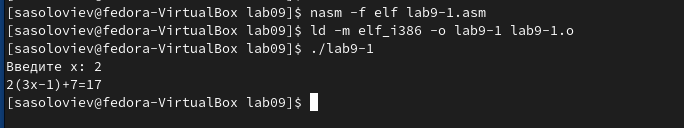 [sasoloviev@fedora-VirtualBox lab09]$ nasm -f elf lab9-1.asm
[sasoloviev@fedora-VirtualBox lab09]$ ld -m elf_i386 -o lab9-1 lab9-1.o
[sasoloviev@fedora-VirtualBox lab09]$ ./lab9-1
Введите x: 2
2(3x-1)+7=17
[sasoloviev@fedora-VirtualBox lab09]$